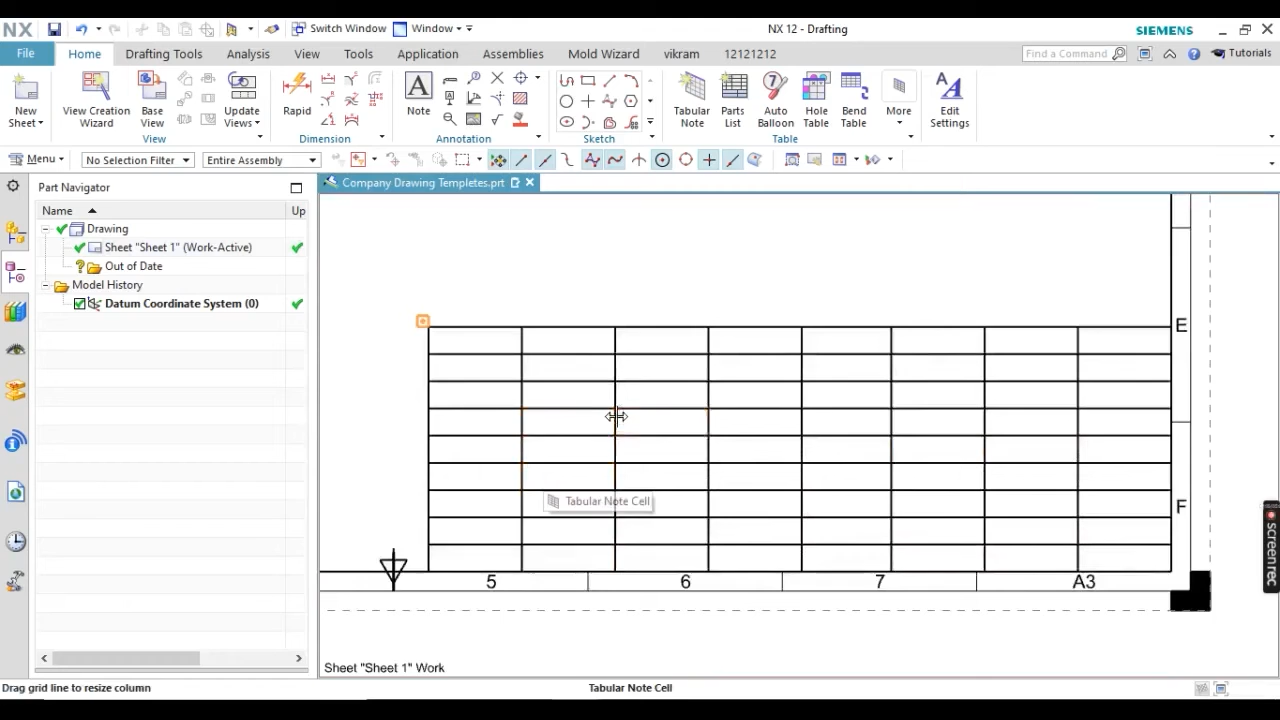 NX
Switch Window
Window
NX 12 - Drafting
SIEMENS
File
Home
Drafting Tools
Analysis
View
Tools
Application
Assemblies
Mold Wizard
vikram
12121212
Find a Command
Tutorials
New
Sheet
View Creation
Wizard
Base
View
Update
Views
View
Rapid
Dimension
Note
Annotation
Sketch
Tabular
Note
Parts
List
Auto
Balloon
Hole
Table
Bend
Table
More
Table
Edit
Settings
Menu
No Selection Filter
Entire Assembly
Part Navigator
Company Drawing Templetes.prt
Name
Up
Drawing
Sheet "Sheet 1" (Work-Active)
Out of Date
Model History
Datum Coordinate System (0)
E
Tabular Note Cell
F
5
6
7
A3
screenrec
Sheet "Sheet 1" Work
Drag grid line to resize column
Tabular Note Cell